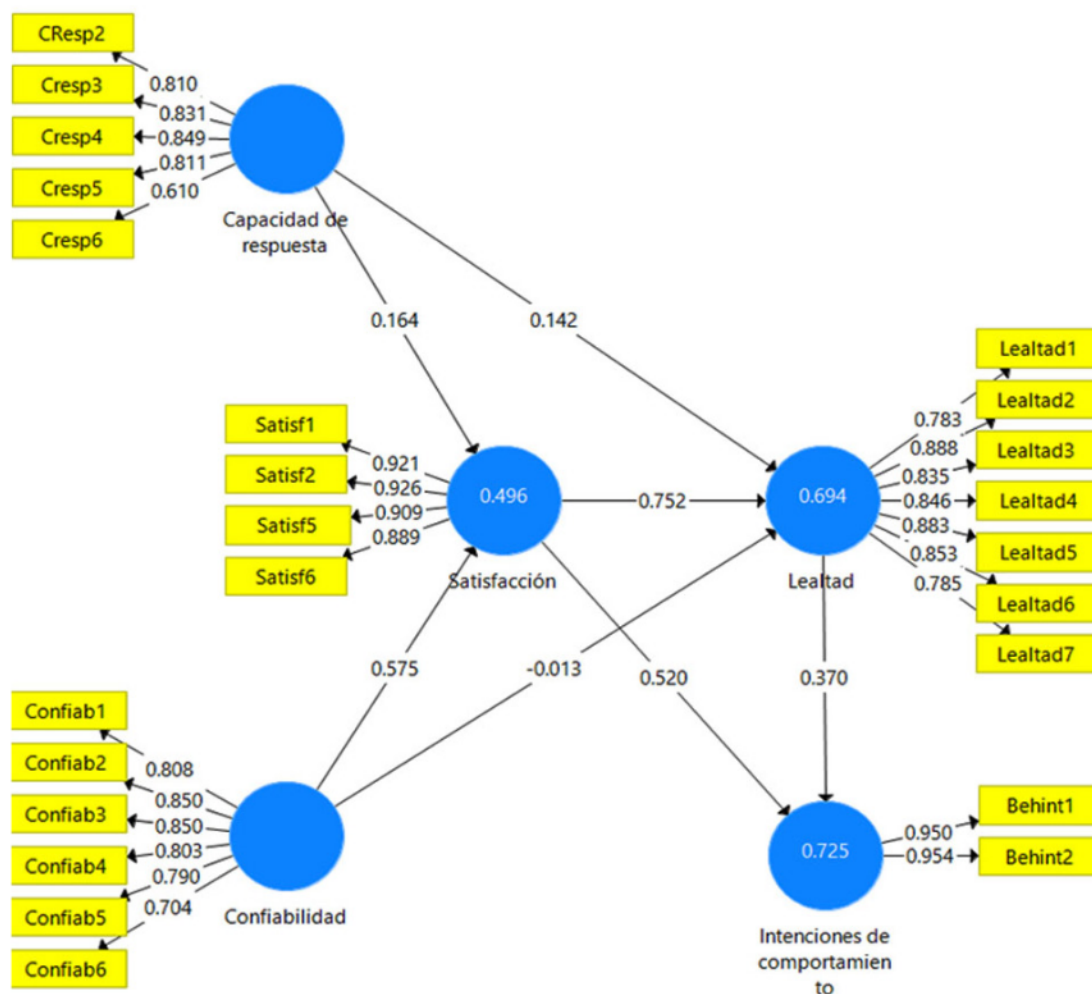 CResp2
Cresp3
Cresp4
Cresp5
Cresp6
0.810
0.831
0.849
0.811
0.610
Capacidad de
respuesta
0.164
0.142
Satisf1
Satisf2
Satisf5
Satisf6
0.921
0.926
0.909
0.889
0.496
Satisfacción
0.752
0.694
Lealtad
0.783
0.888
0.835
0.846
0.883
0.853
0.785
Lealtad1
Lealtad2
Lealtad3
Lealtad4
Lealtad5
Lealtad6
Lealtad7
0.575
-0.013
0.520
0.370
Confiab1
Confiab2
Confiab3
Confiab4
Confiab5
Confiab6
0.808
0.850
0.850
0.803
0.790
0.704
Confiabilidad
0.725
Intenciones de
comportamien
to
0.950
0.954
Behint1
Behint2